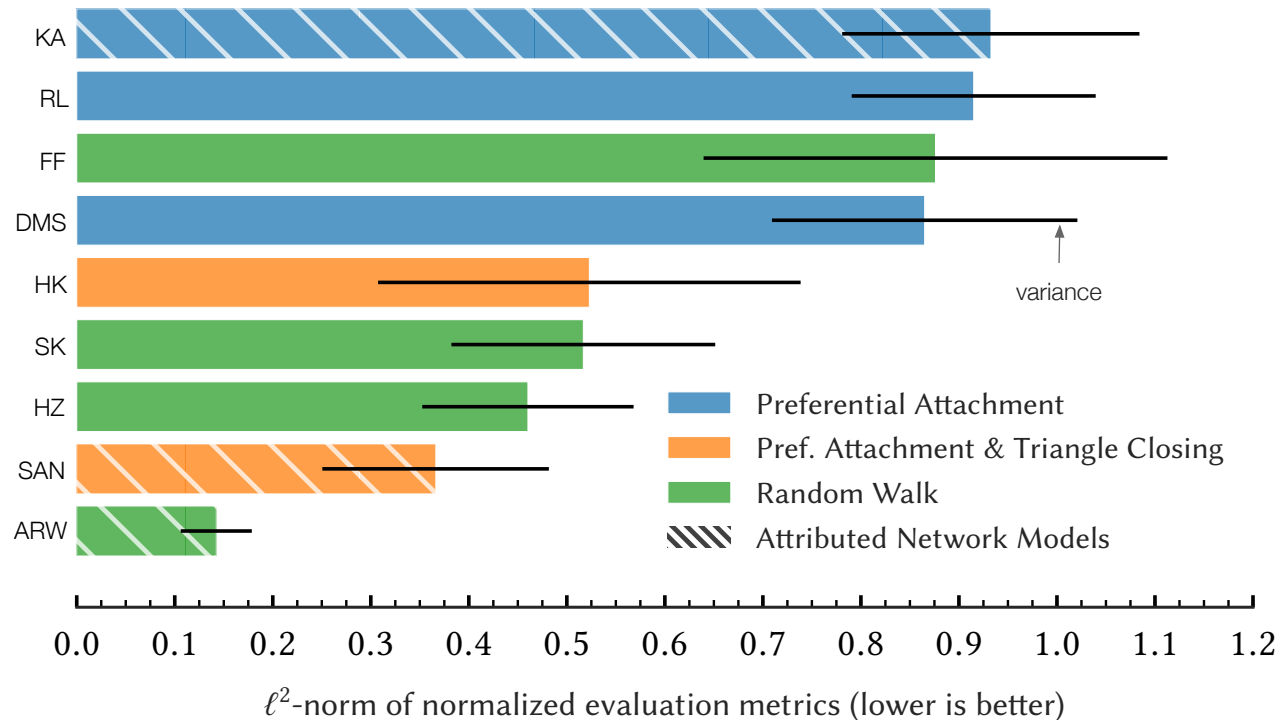 KA
RL
FF
DMS
HK
variance
SK
HZ
Preferential Attachment
Pref. Attachment & Triangle Closing
SAN
Random Walk
ARW
Attributed Network Models
0.0 0.1 0.2 0.3 0.4 0.5 0.6 0.7 0.8 0.9 1.0 1.1 1.2
ℓ²-norm of normalized evaluation metrics (lower is better)